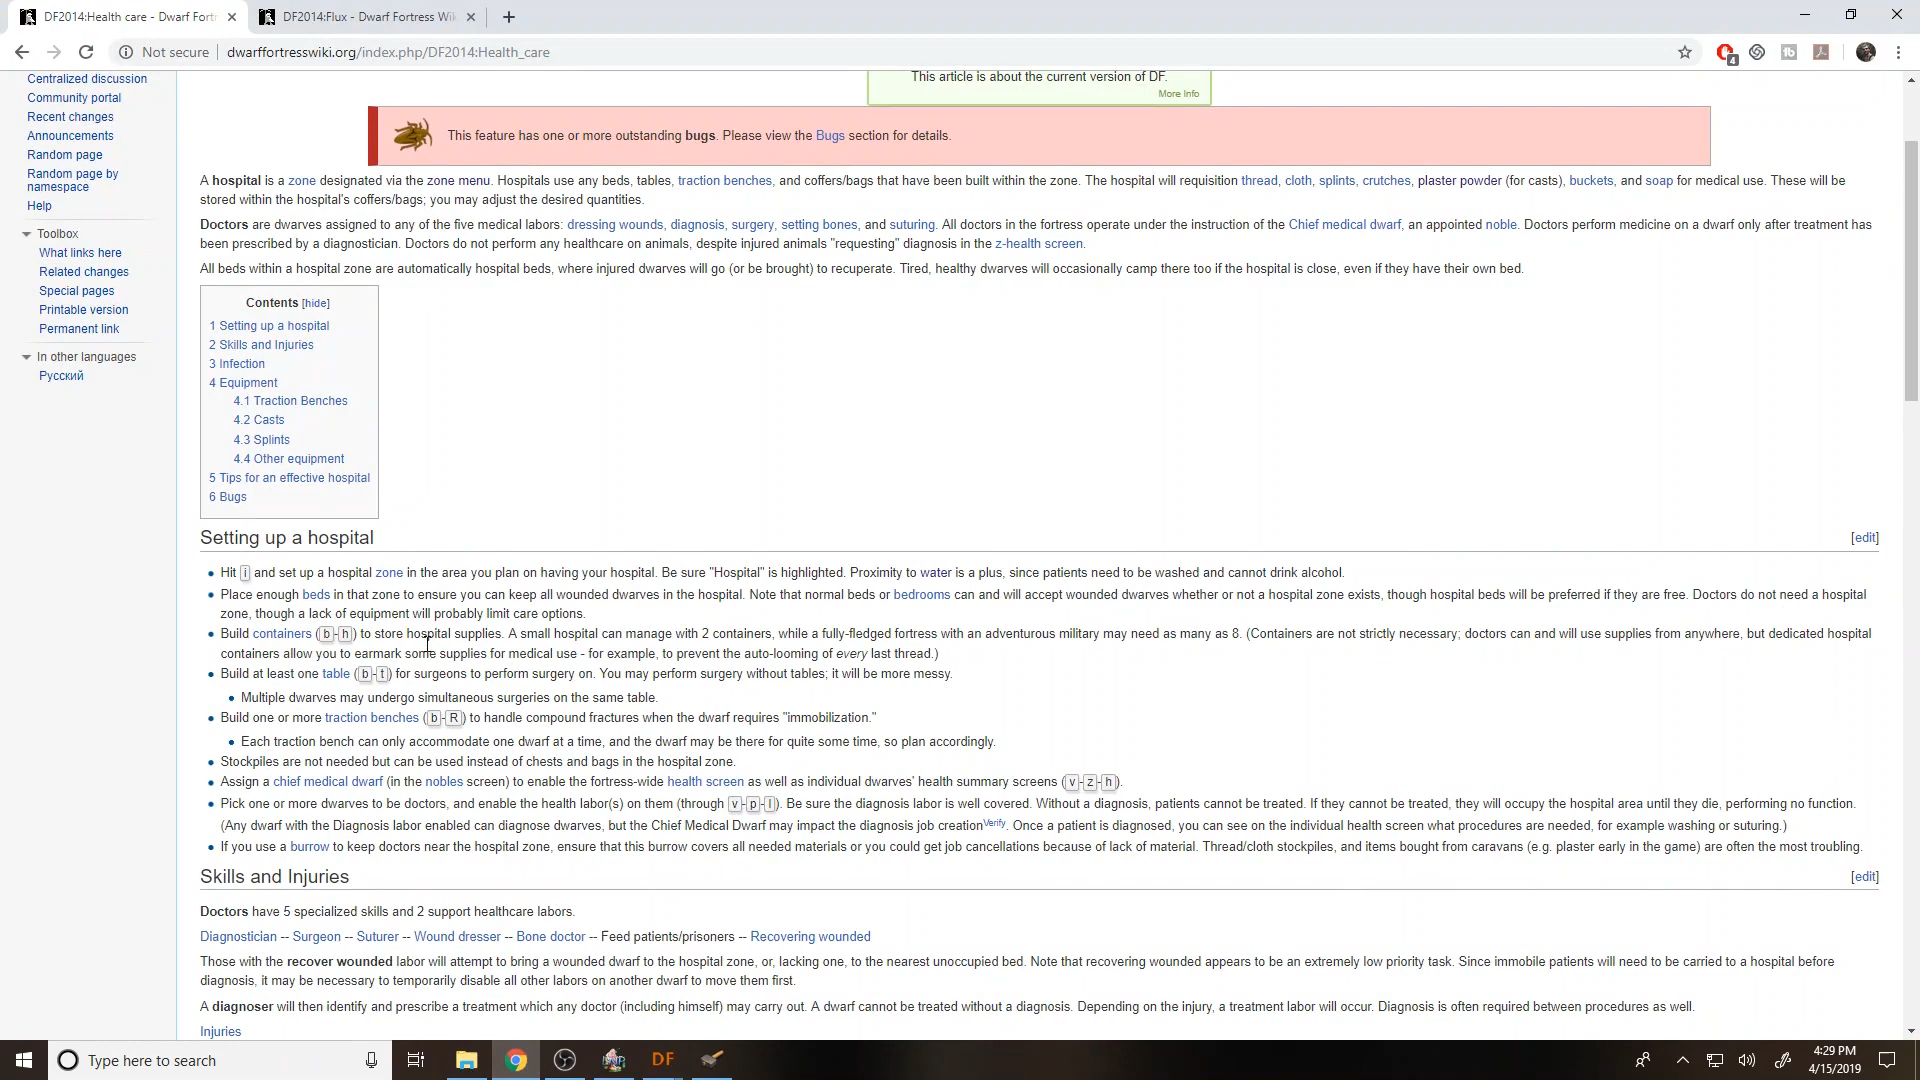 DF2014:Health care - Dwarf Fortr
DF2014:Flux - Dwarf Fortress Wik
Not secure
dwarffortresswiki.org/index.php/DF2014:Health_care
4
Centralized discussion
Community portal
Recent changes
Announcements
Random page
Random page by
namespace
Help
Toolbox
What links here
Related changes
Special pages
Printable version
Permanent link
In other languages
Русский
This article is about the current version of DF.
More Info
This feature has one or more outstanding bugs. Please view the Bugs section for details.
A hospital is a zone designated via the zone menu. Hospitals use any beds, tables, traction benches, and coffers/bags that have been built within the zone. The hospital will requisition thread, cloth, splints, crutches, plaster powder (for casts), buckets, and soap for medical use. These will be
stored within the hospital's coffers/bags; you may adjust the desired quantities.
Doctors are dwarves assigned to any of the five medical labors: dressing wounds, diagnosis, surgery, setting bones, and suturing. All doctors in the fortress operate under the instruction of the Chief medical dwarf, an appointed noble. Doctors perform medicine on a dwarf only after treatment has
been prescribed by a diagnostician. Doctors do not perform any healthcare on animals, despite injured animals "requesting" diagnosis in the z-health screen.
All beds within a hospital zone are automatically hospital beds, where injured dwarves will go (or be brought) to recuperate. Tired, healthy dwarves will occasionally camp there too if the hospital is close, even if they have their own bed.
Contents [hide]
1 Setting up a hospital
2 Skills and Injuries
3 Infection
4 Equipment
4.1 Traction Benches
4.2 Casts
4.3 Splints
4.4 Other equipment
5 Tips for an effective hospital
6 Bugs
Setting up a hospital [edit]
Hit i and set up a hospital zone in the area you plan on having your hospital. Be sure "Hospital" is highlighted. Proximity to water is a plus, since patients need to be washed and cannot drink alcohol.
Place enough beds in that zone to ensure you can keep all wounded dwarves in the hospital. Note that normal beds or bedrooms can and will accept wounded dwarves whether or not a hospital zone exists, though hospital beds will be preferred if they are free. Doctors do not need a hospital
zone, though a lack of equipment will probably limit care options.
Build containers (b-h) to store hospital supplies. A small hospital can manage with 2 containers, while a fully-fledged fortress with an adventurous military may need as many as 8. (Containers are not strictly necessary; doctors can and will use supplies from anywhere, but dedicated hospital
containers allow you to earmark some supplies for medical use - for example, to prevent the auto-looming of every last thread.)
Build at least one table (b-t) for surgeons to perform surgery on. You may perform surgery without tables; it will be more messy.
Multiple dwarves may undergo simultaneous surgeries on the same table.
Build one or more traction benches (b-R) to handle compound fractures when the dwarf requires "immobilization."
Each traction bench can only accommodate one dwarf at a time, and the dwarf may be there for quite some time, so plan accordingly.
Stockpiles are not needed but can be used instead of chests and bags in the hospital zone.
Assign a chief medical dwarf (in the nobles screen) to enable the fortress-wide health screen as well as individual dwarves' health summary screens (v-z-h).
Pick one or more dwarves to be doctors, and enable the health labor(s) on them (through v-p-l). Be sure the diagnosis labor is well covered. Without a diagnosis, patients cannot be treated. If they cannot be treated, they will occupy the hospital area until they die, performing no function.
(Any dwarf with the Diagnosis labor enabled can diagnose dwarves, but the Chief Medical Dwarf may impact the diagnosis job creationVerify. Once a patient is diagnosed, you can see on the individual health screen what procedures are needed, for example washing or suturing.)
If you use a burrow to keep doctors near the hospital zone, ensure that this burrow covers all needed materials or you could get job cancellations because of lack of material. Thread/cloth stockpiles, and items bought from caravans (e.g. plaster early in the game) are often the most troubling.
Skills and Injuries [edit]
Doctors have 5 specialized skills and 2 support healthcare labors.
Diagnostician -- Surgeon -- Suturer -- Wound dresser -- Bone doctor -- Feed patients/prisoners -- Recovering wounded
Those with the recover wounded labor will attempt to bring a wounded dwarf to the hospital zone, or, lacking one, to the nearest unoccupied bed. Note that recovering wounded appears to be an extremely low priority task. Since immobile patients will need to be carried to a hospital before
diagnosis, it may be necessary to temporarily disable all other labors on another dwarf to move them first.
A diagnoser will then identify and prescribe a treatment which any doctor (including himself) may carry out. A dwarf cannot be treated without a diagnosis. Depending on the injury, a treatment labor will occur. Diagnosis is often required between procedures as well.
Injuries
Type here to search
DF
4:29 PM
4/15/2019